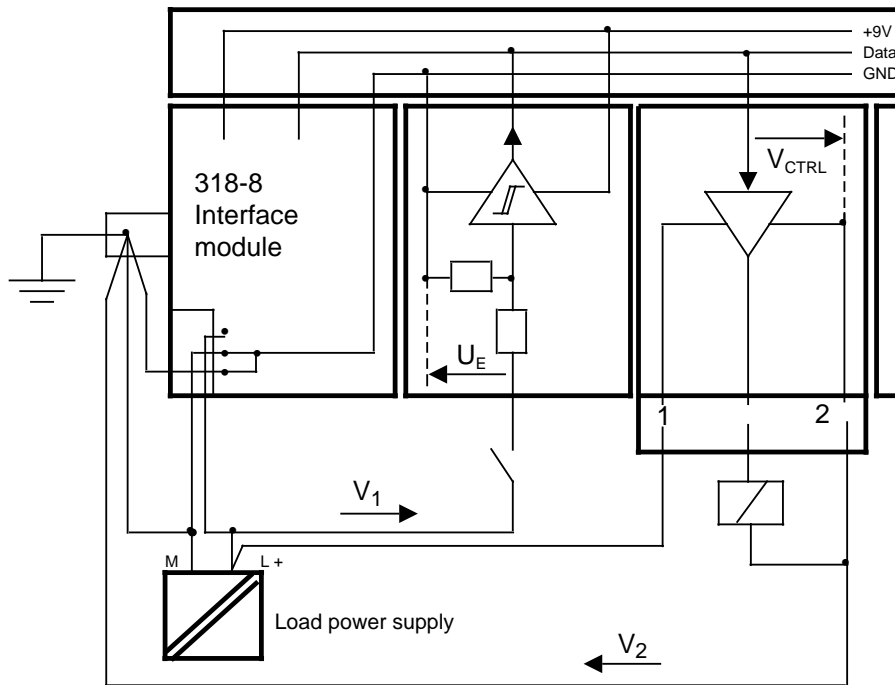 +9V
Data
GND
318-8
Interface
module
V CTRL
U E
1
2
V 1
M
L +
Load power supply
V 2